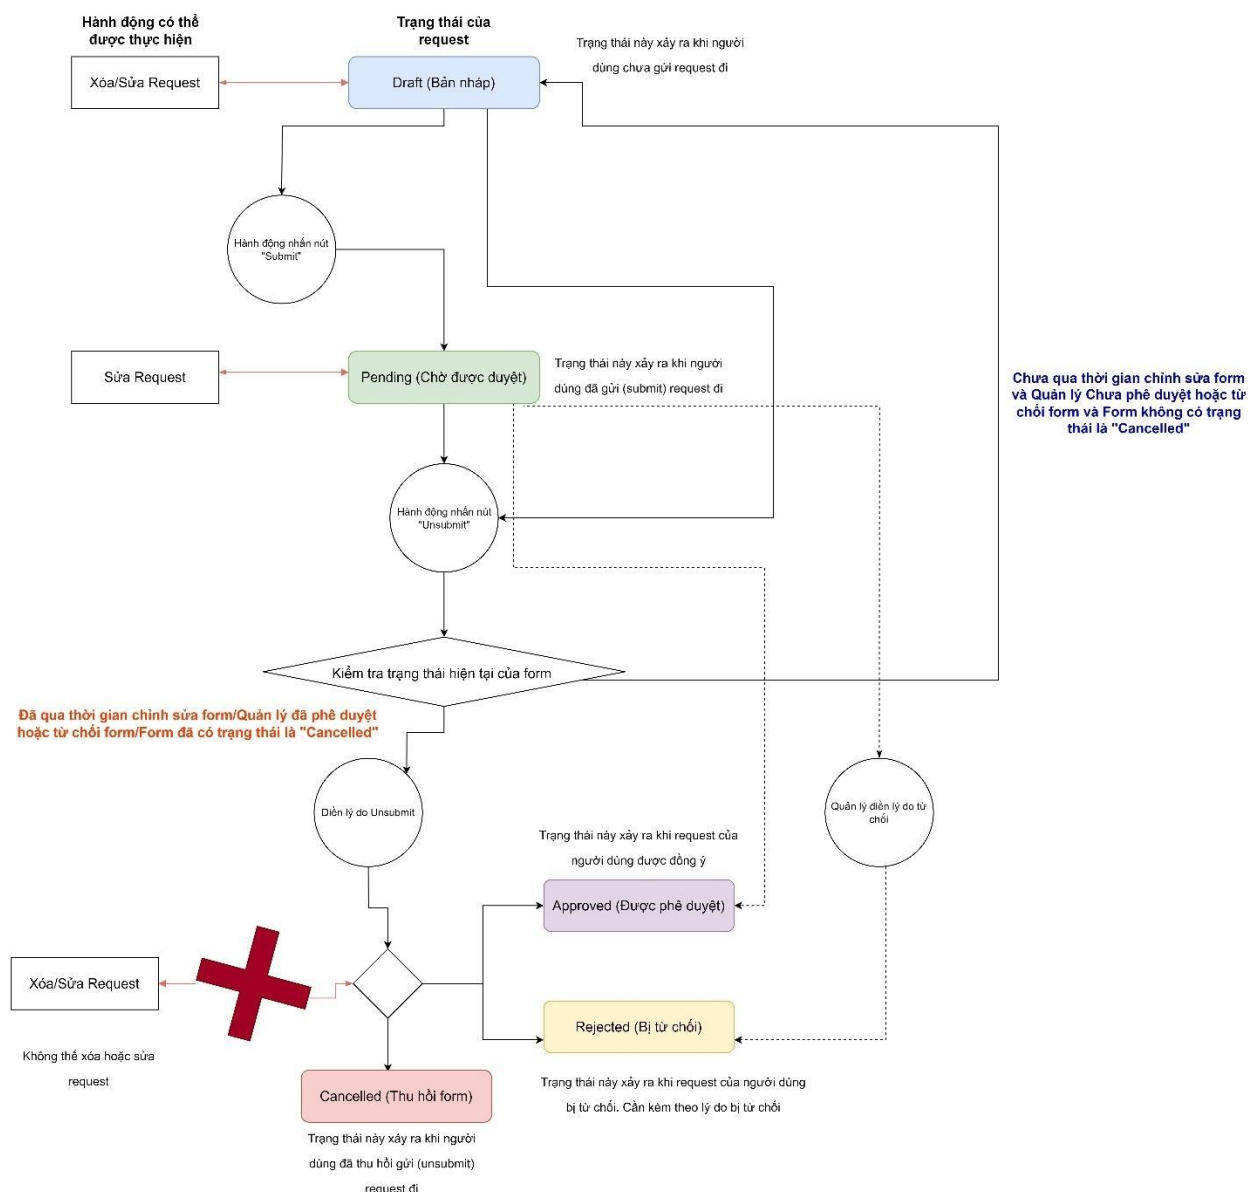 Hành động có thể
được thực hiện
Trạng thái của
request
Trạng thái này xảy ra khi người
dùng chưa gửi request đi
Xóa/Sửa Request
Draft (Bản nháp)
Hành động nhấn nút
"Submit"
Sửa Request
Pending (Chờ được duyệt)
Trạng thái này xảy ra khi người
dùng đã gửi (submit) request đi
Chưa qua thời gian chỉnh sửa form
và Quản lý Chưa phê duyệt hoặc từ
chối form và Form không có trạng
thái là "Cancelled"
Hành động nhấn nút
"Unsubmit"
Kiểm tra trạng thái hiện tại của form
Đã qua thời gian chỉnh sửa form/Quản lý đã phê duyệt
hoặc từ chối form/Form đã có trạng thái là "Cancelled"
Điền lý do Unsubmit
Quản lý điền lý do từ
chối
Trạng thái này xảy ra khi request của
người dùng được đồng ý
Approved (Được phê duyệt)
Xóa/Sửa Request
Không thể xóa hoặc sửa
request
Rejected (Bị từ chối)
Trạng thái này xảy ra khi request của người dùng
bị từ chối. Cần kèm theo lý do bị từ chối
Cancelled (Thu hồi form)
Trạng thái này xảy ra khi người
dùng đã thu hồi gửi (unsubmit)
request đi